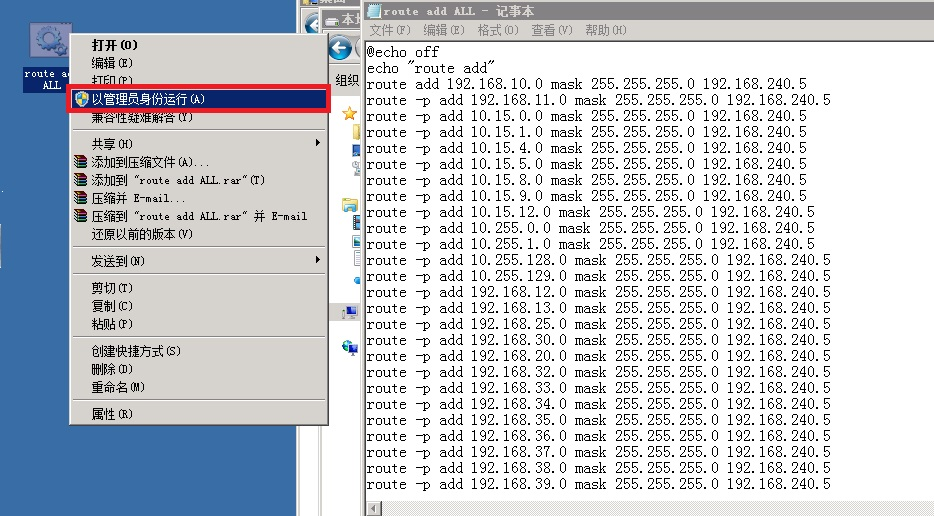 route ad
ALL
打开(O)
编辑(E)
打印(P)
以管理员身份运行(A)
兼容性疑难解答(Y)
共享(H)
添加到压缩文件(A)...
添加到 "route add ALL.rar"(T)
压缩并 E-mail...
压缩到 "route add ALL.rar" 并 E-mail
还原以前的版本(V)
发送到(N)
剪切(T)
复制(C)
粘贴(P)
创建快捷方式(S)
删除(D)
重命名(M)
属性(R)
本地
组织
route add ALL - 记事本
文件(F) 编辑(E) 格式(O) 查看(V) 帮助(H)
@echo off
echo "route add"
route add 192.168.10.0 mask 255.255.255.0 192.168.240.5
route -p add 192.168.11.0 mask 255.255.255.0 192.168.240.5
route -p add 10.15.0.0 mask 255.255.255.0 192.168.240.5
route -p add 10.15.1.0 mask 255.255.255.0 192.168.240.5
route -p add 10.15.4.0 mask 255.255.255.0 192.168.240.5
route -p add 10.15.5.0 mask 255.255.255.0 192.168.240.5
route -p add 10.15.8.0 mask 255.255.255.0 192.168.240.5
route -p add 10.15.9.0 mask 255.255.255.0 192.168.240.5
route -p add 10.15.12.0 mask 255.255.255.0 192.168.240.5
route -p add 10.255.0.0 mask 255.255.255.0 192.168.240.5
route -p add 10.255.1.0 mask 255.255.255.0 192.168.240.5
route -p add 10.255.128.0 mask 255.255.255.0 192.168.240.5
route -p add 10.255.129.0 mask 255.255.255.0 192.168.240.5
route -p add 192.168.12.0 mask 255.255.255.0 192.168.240.5
route -p add 192.168.13.0 mask 255.255.255.0 192.168.240.5
route -p add 192.168.25.0 mask 255.255.255.0 192.168.240.5
route -p add 192.168.30.0 mask 255.255.255.0 192.168.240.5
route -p add 192.168.20.0 mask 255.255.255.0 192.168.240.5
route -p add 192.168.32.0 mask 255.255.255.0 192.168.240.5
route -p add 192.168.33.0 mask 255.255.255.0 192.168.240.5
route -p add 192.168.34.0 mask 255.255.255.0 192.168.240.5
route -p add 192.168.35.0 mask 255.255.255.0 192.168.240.5
route -p add 192.168.36.0 mask 255.255.255.0 192.168.240.5
route -p add 192.168.37.0 mask 255.255.255.0 192.168.240.5
route -p add 192.168.38.0 mask 255.255.255.0 192.168.240.5
route -p add 192.168.39.0 mask 255.255.255.0 192.168.240.5